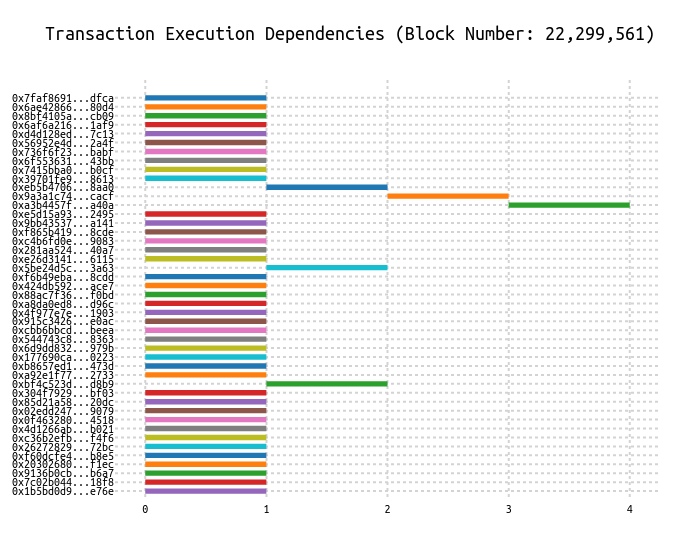 Transaction Execution Dependencies (Block Number: 22,299,561)
0x7faf8691...dfca
0x6ae42866...80d4
0x8bf4105a...cb09
0x6af6a216...1af9
0xd4d128ed...7c13
0x56952e4d...2a4f
0x736f6f23...babf
0x6f553631...43bb
0x7415bba0...b0cf
0x39701fe9...8613
0xeb5b4706...8aa0
0x9a3a1c74...cacf
0xa3b4457f...a40a
0xe5d15a93...2495
0x9bb43537...a141
0xf865b419...8cde
0xc4b6fd0e...9083
0x281aa524...40a7
0xe26d3141...6115
0x5be24d5c...3a63
0xf6b49eba...8cdd
0x424db592...ace7
0x88ac7f36...f0bd
0xa8da0ed8...d96c
0x4f977e7e...1903
0x915c3426...e0ac
0xcbb6bbcd...beea
0x544743c8...8363
0x6d9dd832...979b
0x177690ca...0223
0xb8657ed1...473d
0xa92e1f77...2733
0xbf4c523d...d8b9
0x304f7929...bf03
0x85d21a58...20dc
0x02edd247...9079
0x0f463280...4518
0x4d1266ab...b021
0xc36b2efb...f4f6
0x26272829...72bc
0xf60dcfe4...b8e5
0x20302680...f1ec
0x9136b0cb...b6a7
0x7c02b044...18f8
0x1b5bd0d9...e76e
0 1 2 3 4